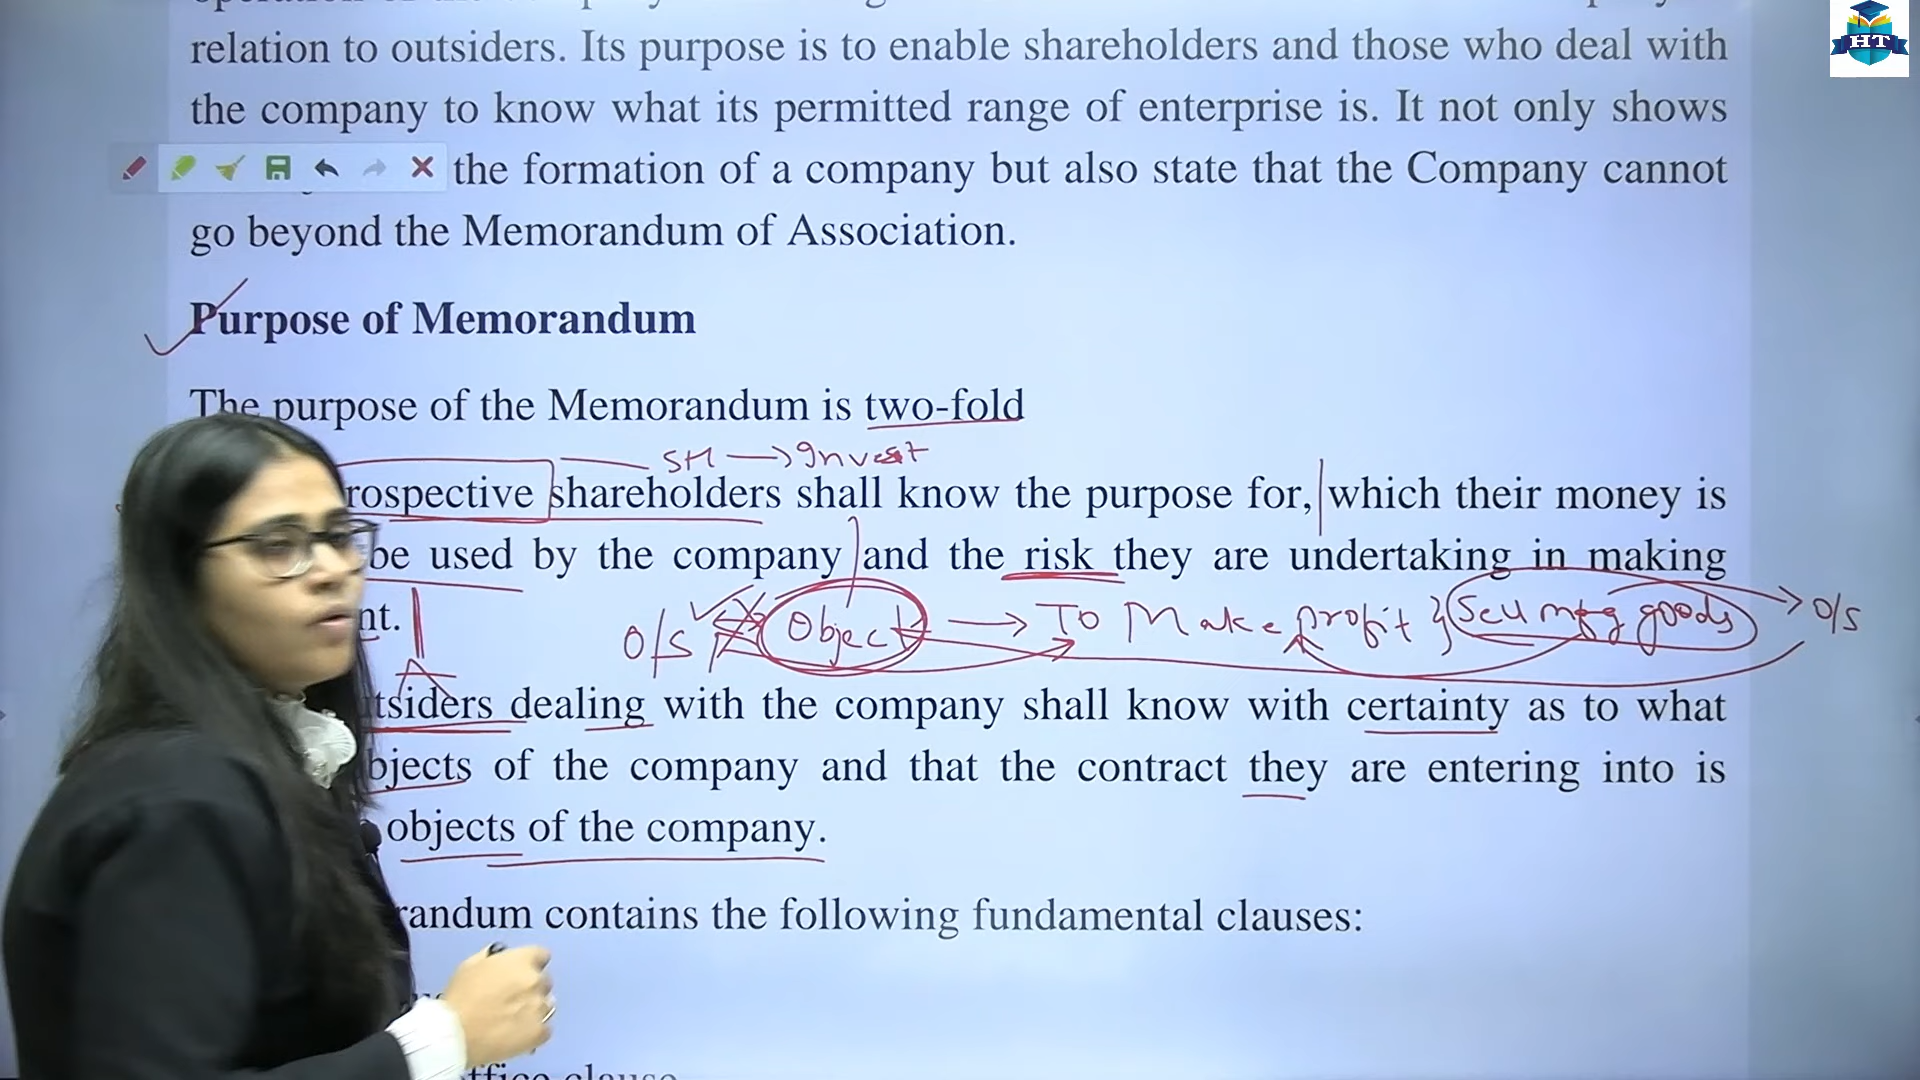 relation to outsiders. Its purpose is to enable shareholders and those who deal with
the company to know what its permitted range of enterprise is. It not only shows
the formation of a company but also state that the Company cannot
go beyond the Memorandum of Association.
Purpose of Memorandum
The purpose of the Memorandum is two-fold
SH → Invest
rospective shareholders shall know the purpose for, which their money is
be used by the company and the risk they are undertaking in making
nt.
O/S Object → To Make profit } Sell mfg goods → O/S
tsiders dealing with the company shall know with certainty as to what
bjects of the company and that the contract they are entering into is
objects of the company.
randum contains the following fundamental clauses:
ffice clause
HT